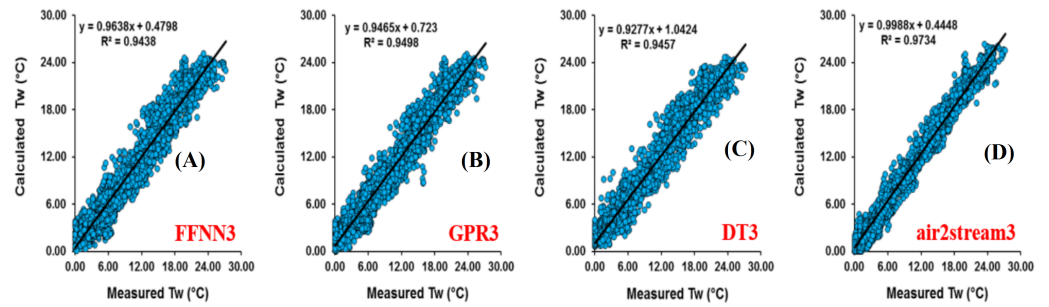 y = 0.9638x + 0.4798
R² = 0.9438
Calculated Tw (°C)
30.00
24.00
18.00
12.00
6.00
0.00
(A)
FFNN3
0.00 6.00 12.00 18.00 24.00 30.00
Measured Tw (°C)
y = 0.9465x + 0.723
R² = 0.9498
Calculated Tw (°C)
30.00
24.00
18.00
12.00
6.00
0.00
(B)
GPR3
0.00 6.00 12.00 18.00 24.00 30.00
Measured Tw (°C)
y = 0.9277x + 1.0424
R² = 0.9457
Calculated Tw (°C)
30.00
24.00
18.00
12.00
6.00
0.00
(C)
DT3
0.00 6.00 12.00 18.00 24.00 30.00
Measured Tw (°C)
y = 0.9988x + 0.4448
R² = 0.9734
Calculated Tw (°C)
30.00
24.00
18.00
12.00
6.00
0.00
(D)
air2stream3
0.00 6.00 12.00 18.00 24.00 30.00
Measured Tw (°C)